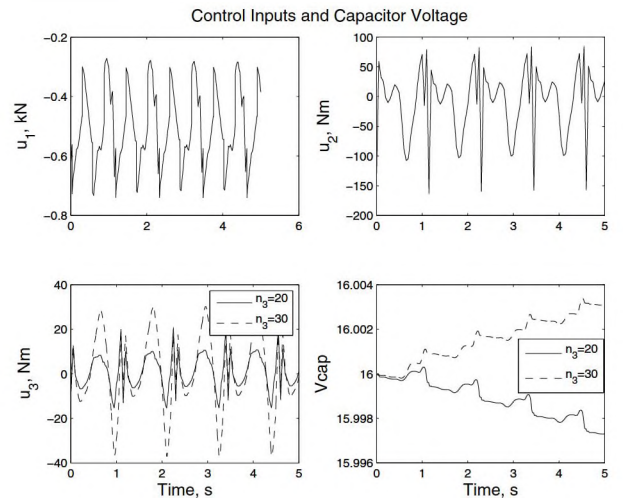 Control Inputs and Capacitor Voltage
u1, kN
−0.2
−0.4
−0.6
−0.8
0 2 4 6
u2, Nm
100
50
0
−50
−100
−150
−200
0 1 2 3 4 5
u3, Nm
40
20
0
−20
−40
n3=20
n3=30
0 1 2 3 4 5
Time, s
Vcap
16.004
16.002
16
15.998
15.996
n3=20
n3=30
0 1 2 3 4 5
Time, s